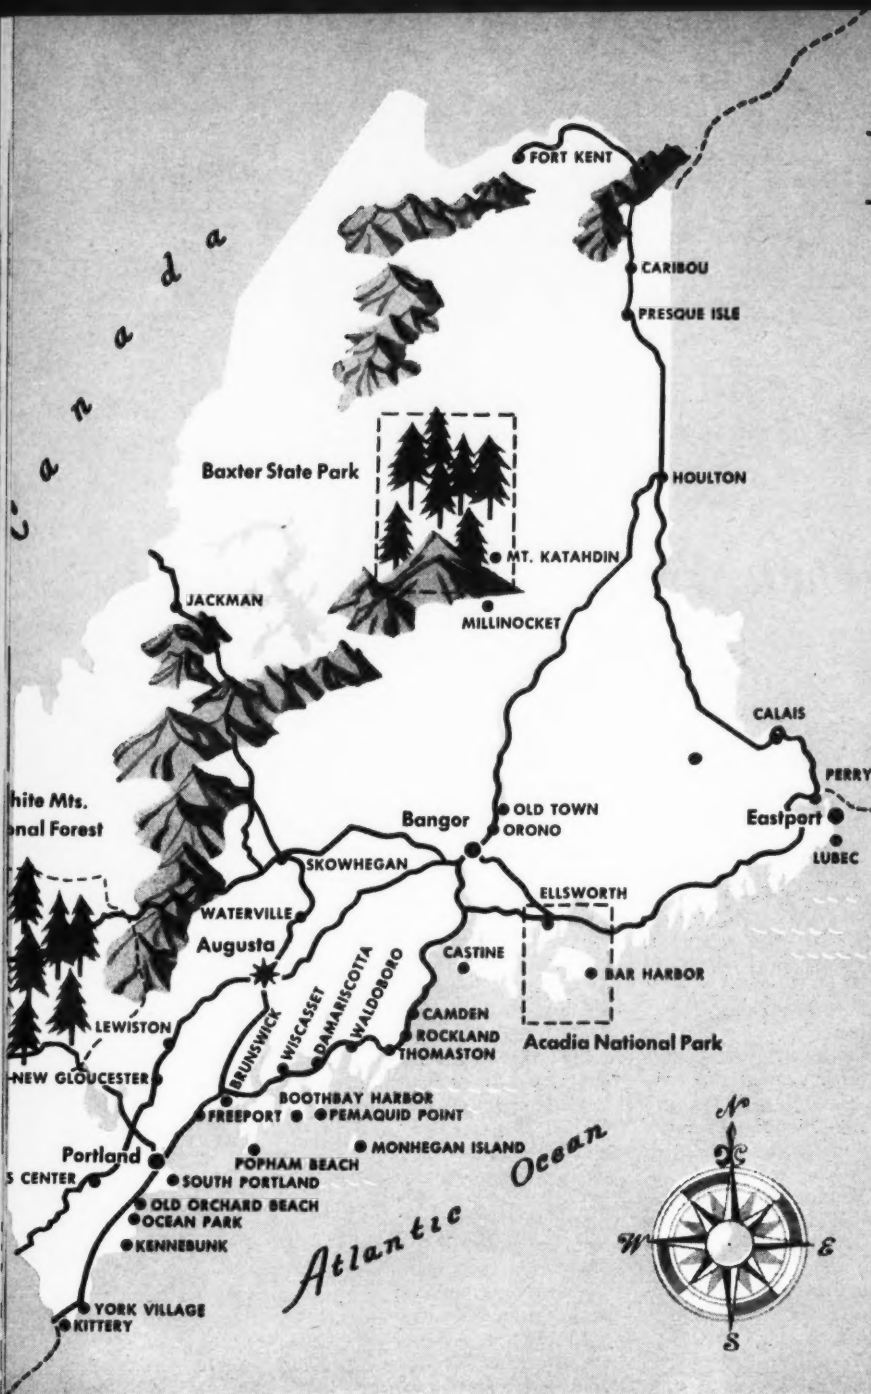 FORT KENT
Canada
CARIBOU
PRESQUE ISLE
Baxter State Park
HOULTON
MT. KATAHDIN
JACKMAN
MILLINOCKET
CALAIS
PERRY
hite Mts.
onal Forest
OLD TOWN
Bangor
ORONO
Eastport
LUBEC
SKOWHEGAN
ELLSWORTH
WATERVILLE
Augusta
CASTINE
BAR HARBOR
LEWISTON
BRUNSWICK
WISCASSET
DAMARISCOTTA
WALDOBORO
CAMDEN
ROCKLAND
THOMASTON
Acadia National Park
NEW GLOUCESTER
BOOTHBAY HARBOR
FREEPORT
PEMAQUID POINT
MONHEGAN ISLAND
Portland
POPHAM BEACH
S CENTER
SOUTH PORTLAND
OLD ORCHARD BEACH
OCEAN PARK
KENNEBUNK
Atlantic Ocean
YORK VILLAGE
KITTERY
N
W
E
S